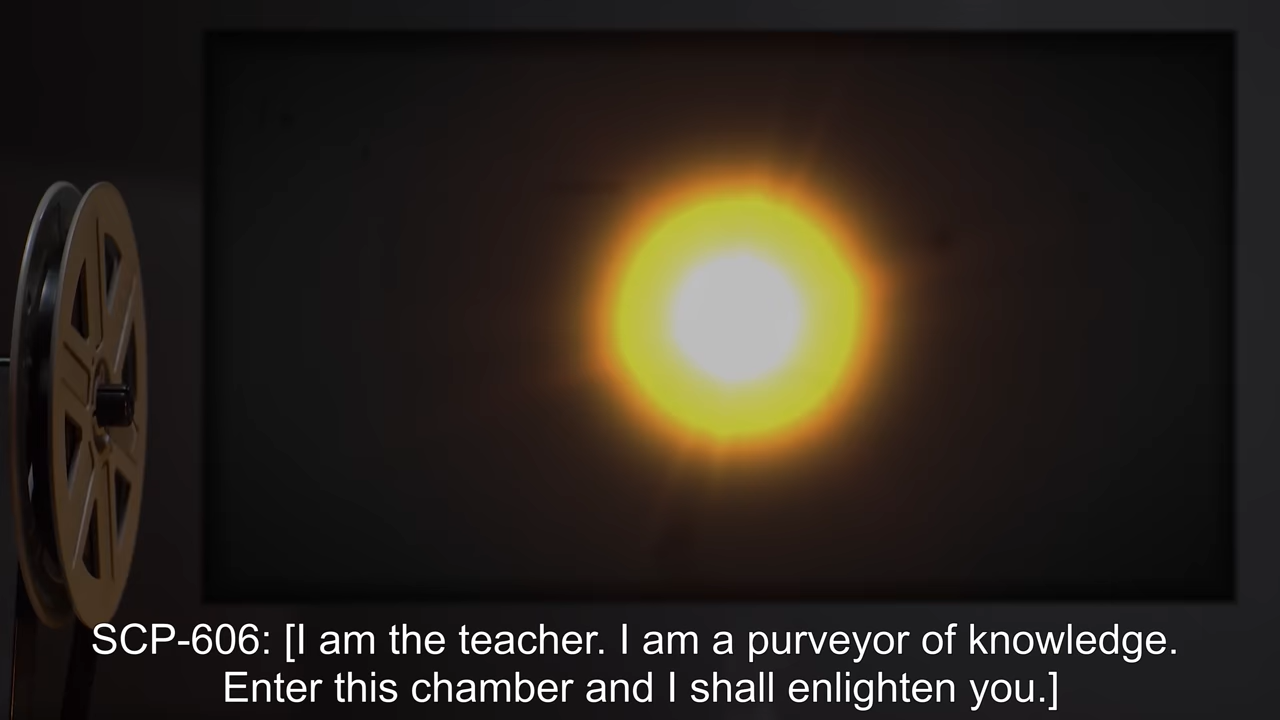 SCP-606: [I am the teacher. I am a purveyor of knowledge.
Enter this chamber and I shall enlighten you.]